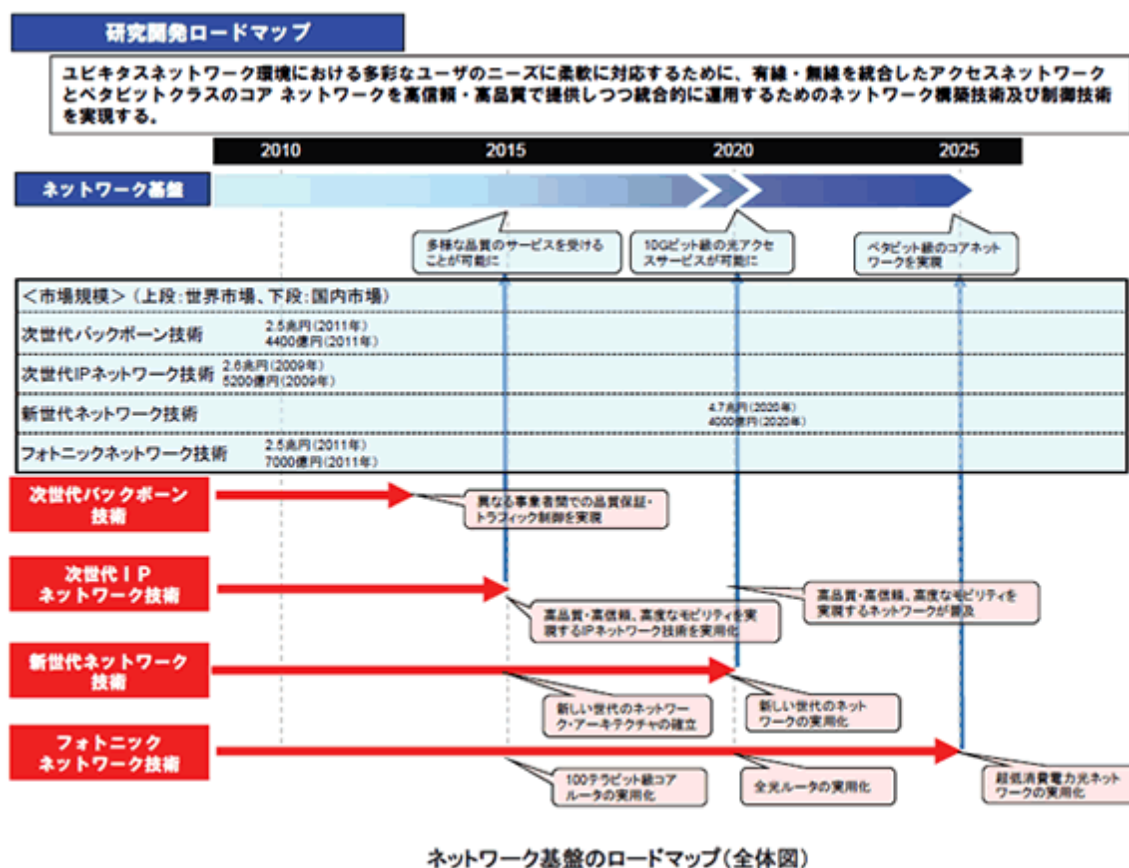 研究開発ロードマップ
ユビキタスネットワーク環境における多彩なユーザのニーズに柔軟に対応するために、有線・無線を統合したアクセスネットワーク
とペタビットクラスのコア ネットワークを高信頼・高品質で提供しつつ統合的に運用するためのネットワーク構築技術及び制御技術
を実現する。
2010 2015 2020 2025
ネットワーク基盤
多様な品質のサービスを受ける
ことが可能に
10Gビット級の光アクセ
スサービスが可能に
ペタビット級のコアネット
ワークを実現
＜市場規模＞（上段：世界市場、下段：国内市場）
次世代バックボーン技術
2.5兆円（2011年）
4400億円（2011年）
次世代IPネットワーク技術
2.6兆円（2009年）
5200億円（2009年）
新世代ネットワーク技術
4.7兆円（2020年）
4000億円（2020年）
フォトニックネットワーク技術
2.5兆円（2011年）
7000億円（2011年）
次世代バックボーン
技術
異なる事業者間での品質保証・
トラフィック制御を実現
次世代ＩＰ
ネットワーク技術
高品質・高信頼、高度なモビリティを実
現するIPネットワーク技術を実用化
高品質・高信頼、高度なモビリティを
実現するネットワークが普及
新世代ネットワーク
技術
新しい世代のネットワー
ク・アーキテクチャの確立
新しい世代のネット
ワークの実用化
フォトニック
ネットワーク技術
100テラビット級コア
ルータの実用化
全光ルータの実用化
超低消費電力光ネット
ワークの実用化
ネットワーク基盤のロードマップ（全体図）